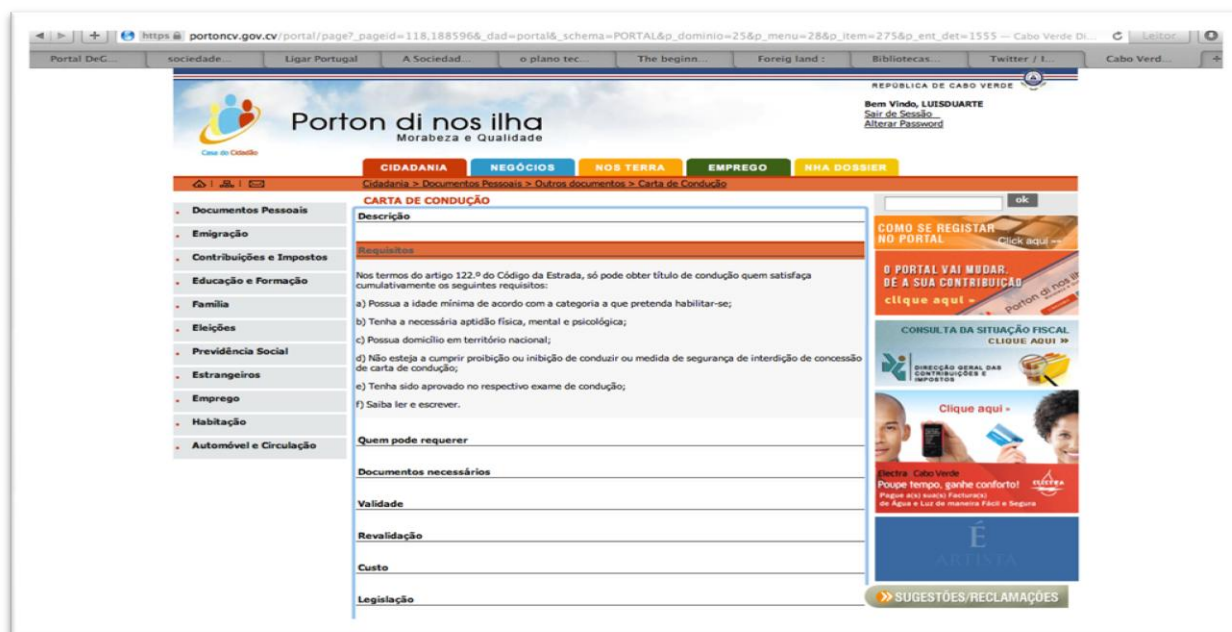 https portoncv.gov.cv/portal/page?_pageid=118,188596&_dad=portal&_schema=PORTAL&p_dominio=25&p_menu=28&p_item=275&p_ent_det=1555 — Cabo Verde Di... Leitor
Portal DeG... sociedade... Ligar Portugal A Sociedad... o plano tec... The beginn... Foreig land : Bibliotecas... Twitter / I... Cabo Verd...
REPÚBLICA DE CABO VERDE
Bem Vindo, LUISDUARTE
Sair de Sessão
Alterar Password
Casa do Cidadão
Porton di nos ilha
Morabeza e Qualidade
CIDADANIA NEGÓCIOS NOS TERRA EMPREGO NHA DOSSIER
Cidadania > Documentos Pessoais > Outros documentos > Carta de Condução
Documentos Pessoais
Emigração
Contribuições e Impostos
Educação e Formação
Família
Eleições
Previdência Social
Estrangeiros
Emprego
Habitação
Automóvel e Circulação
CARTA DE CONDUÇÃO
Descrição
Requisitos
Nos termos do artigo 122.º do Código da Estrada, só pode obter título de condução quem satisfaça
cumulativamente os seguintes requisitos:
a) Possua a idade mínima de acordo com a categoria a que pretenda habilitar-se;
b) Tenha a necessária aptidão física, mental e psicológica;
c) Possua domicílio em território nacional;
d) Não esteja a cumprir proibição ou inibição de conduzir ou medida de segurança de interdição de concessão
de carta de condução;
e) Tenha sido aprovado no respectivo exame de condução;
f) Saiba ler e escrever.
Quem pode requerer
Documentos necessários
Validade
Revalidação
Custo
Legislação
ok
COMO SE REGISTAR
NO PORTAL Click aqui »
O PORTAL VAI MUDAR.
DÊ A SUA CONTRIBUIÇÃO
clique aqui »
Porton di nos ilh
CONSULTA DA SITUAÇÃO FISCAL
CLIQUE AQUI »
DIRECÇÃO GERAL DAS
CONTRIBUIÇÕES E
IMPOSTOS
Clique aqui »
Electra Cabo Verde
Poupe tempo, ganhe conforto!
ELECTRA
Pague a(s) sua(s) Factura(s)
de Água e Luz de maneira Fácil e Segura
É
ARTISTA
SUGESTÕES/RECLAMAÇÕES